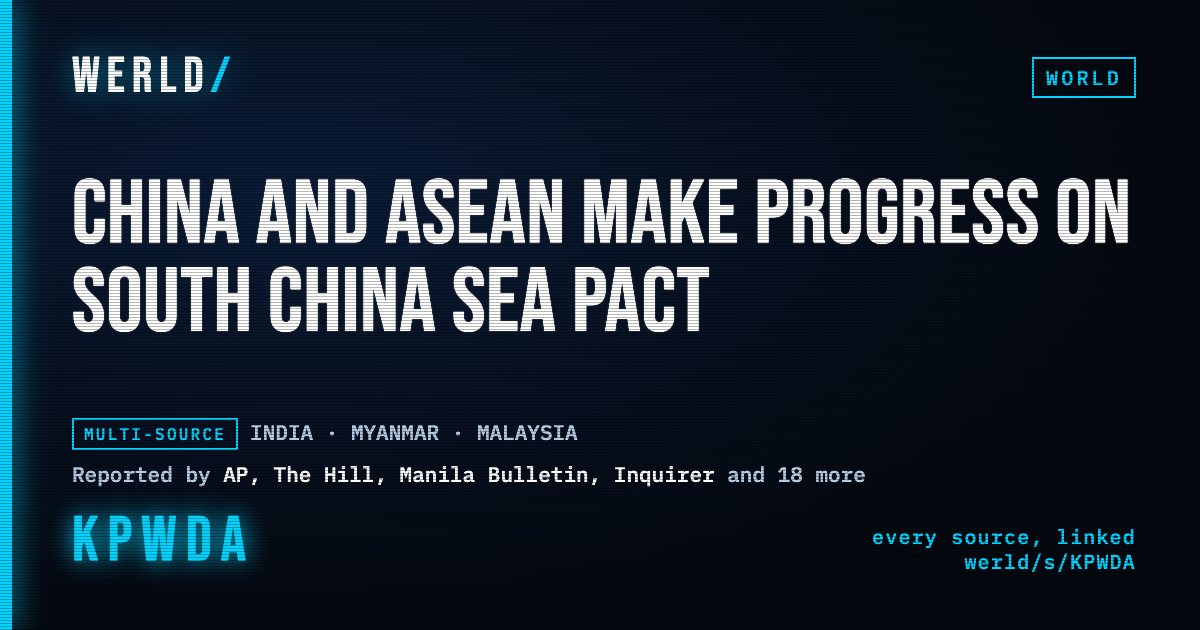 WERLD/
WORLD
CHINA AND ASEAN MAKE PROGRESS ON
SOUTH CHINA SEA PACT
MULTI-SOURCE INDIA · MYANMAR · MALAYSIA
Reported by AP, The Hill, Manila Bulletin, Inquirer and 18 more
KPWDA
every source, linked
werld/s/KPWDA